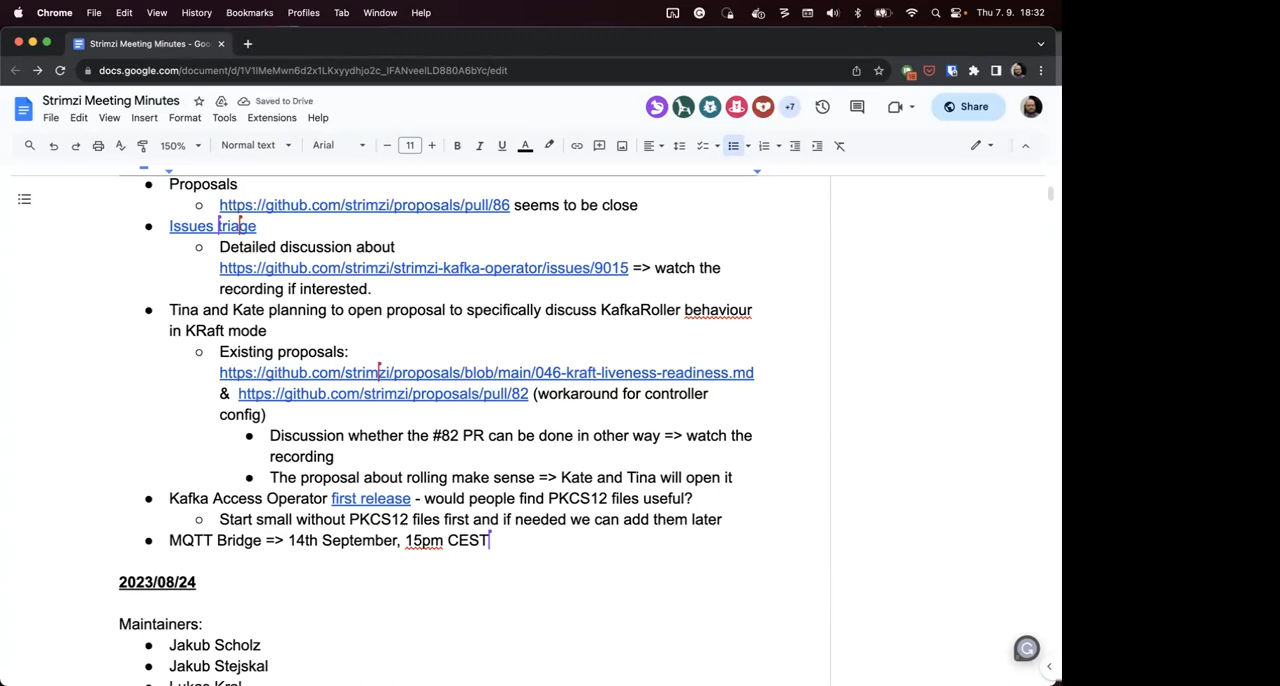 Chrome File Edit View History Bookmarks Profiles Tab Window Help Thu 7. 9. 18:32
Strimzi Meeting Minutes - Goo
docs.google.com/document/d/1V1lMeMwn6d2x1LKxyydhjo2c_lFANveelLD880A6bYc/edit
Strimzi Meeting Minutes Saved to Drive
+7 Share
File Edit View Insert Format Tools Extensions Help
150% Normal text Arial 11
Proposals
https://github.com/strimzi/proposals/pull/86 seems to be close
Issues triage
Detailed discussion about
https://github.com/strimzi/strimzi-kafka-operator/issues/9015 => watch the
recording if interested.
Tina and Kate planning to open proposal to specifically discuss KafkaRoller behaviour
in KRaft mode
Existing proposals:
https://github.com/strimzi/proposals/blob/main/046-kraft-liveness-readiness.md
& https://github.com/strimzi/proposals/pull/82 (workaround for controller
config)
Discussion whether the #82 PR can be done in other way => watch the
recording
The proposal about rolling make sense => Kate and Tina will open it
Kafka Access Operator first release - would people find PKCS12 files useful?
Start small without PKCS12 files first and if needed we can add them later
MQTT Bridge => 14th September, 15pm CEST
2023/08/24
Maintainers:
Jakub Scholz
Jakub Stejskal
Lukas Kral